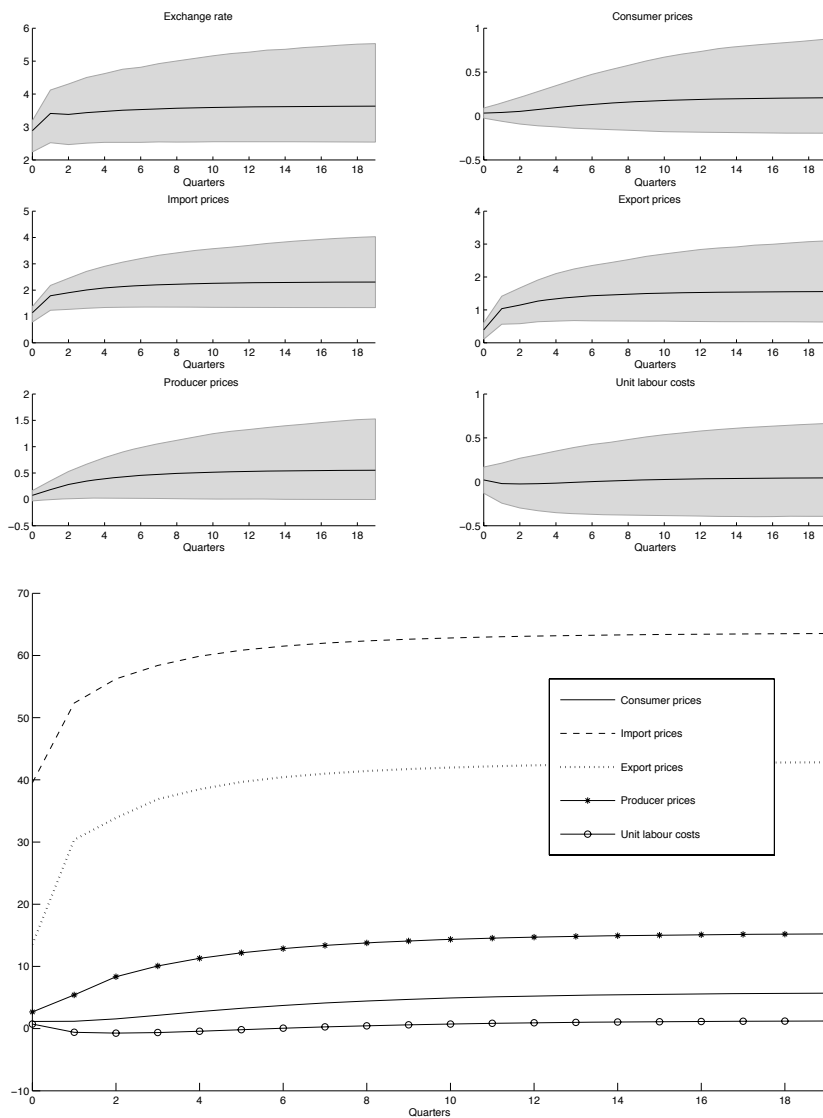 Exchange rate
6
5
4
3
2
0 2 4 6 8 10 12 14 16 18
Quarters
Consumer prices
1
0.5
0
−0.5
0 2 4 6 8 10 12 14 16 18
Quarters
Import prices
5
4
3
2
1
0
0 2 4 6 8 10 12 14 16 18
Quarters
Export prices
4
3
2
1
0
0 2 4 6 8 10 12 14 16 18
Quarters
Producer prices
2
1.5
1
0.5
0
−0.5
0 2 4 6 8 10 12 14 16 18
Quarters
Unit labour costs
1
0.5
0
−0.5
0 2 4 6 8 10 12 14 16 18
Quarters
70
60
50
40
30
20
10
0
−10
Consumer prices
Import prices
Export prices
Producer prices
Unit labour costs
0 2 4 6 8 10 12 14 16 18
Quarters